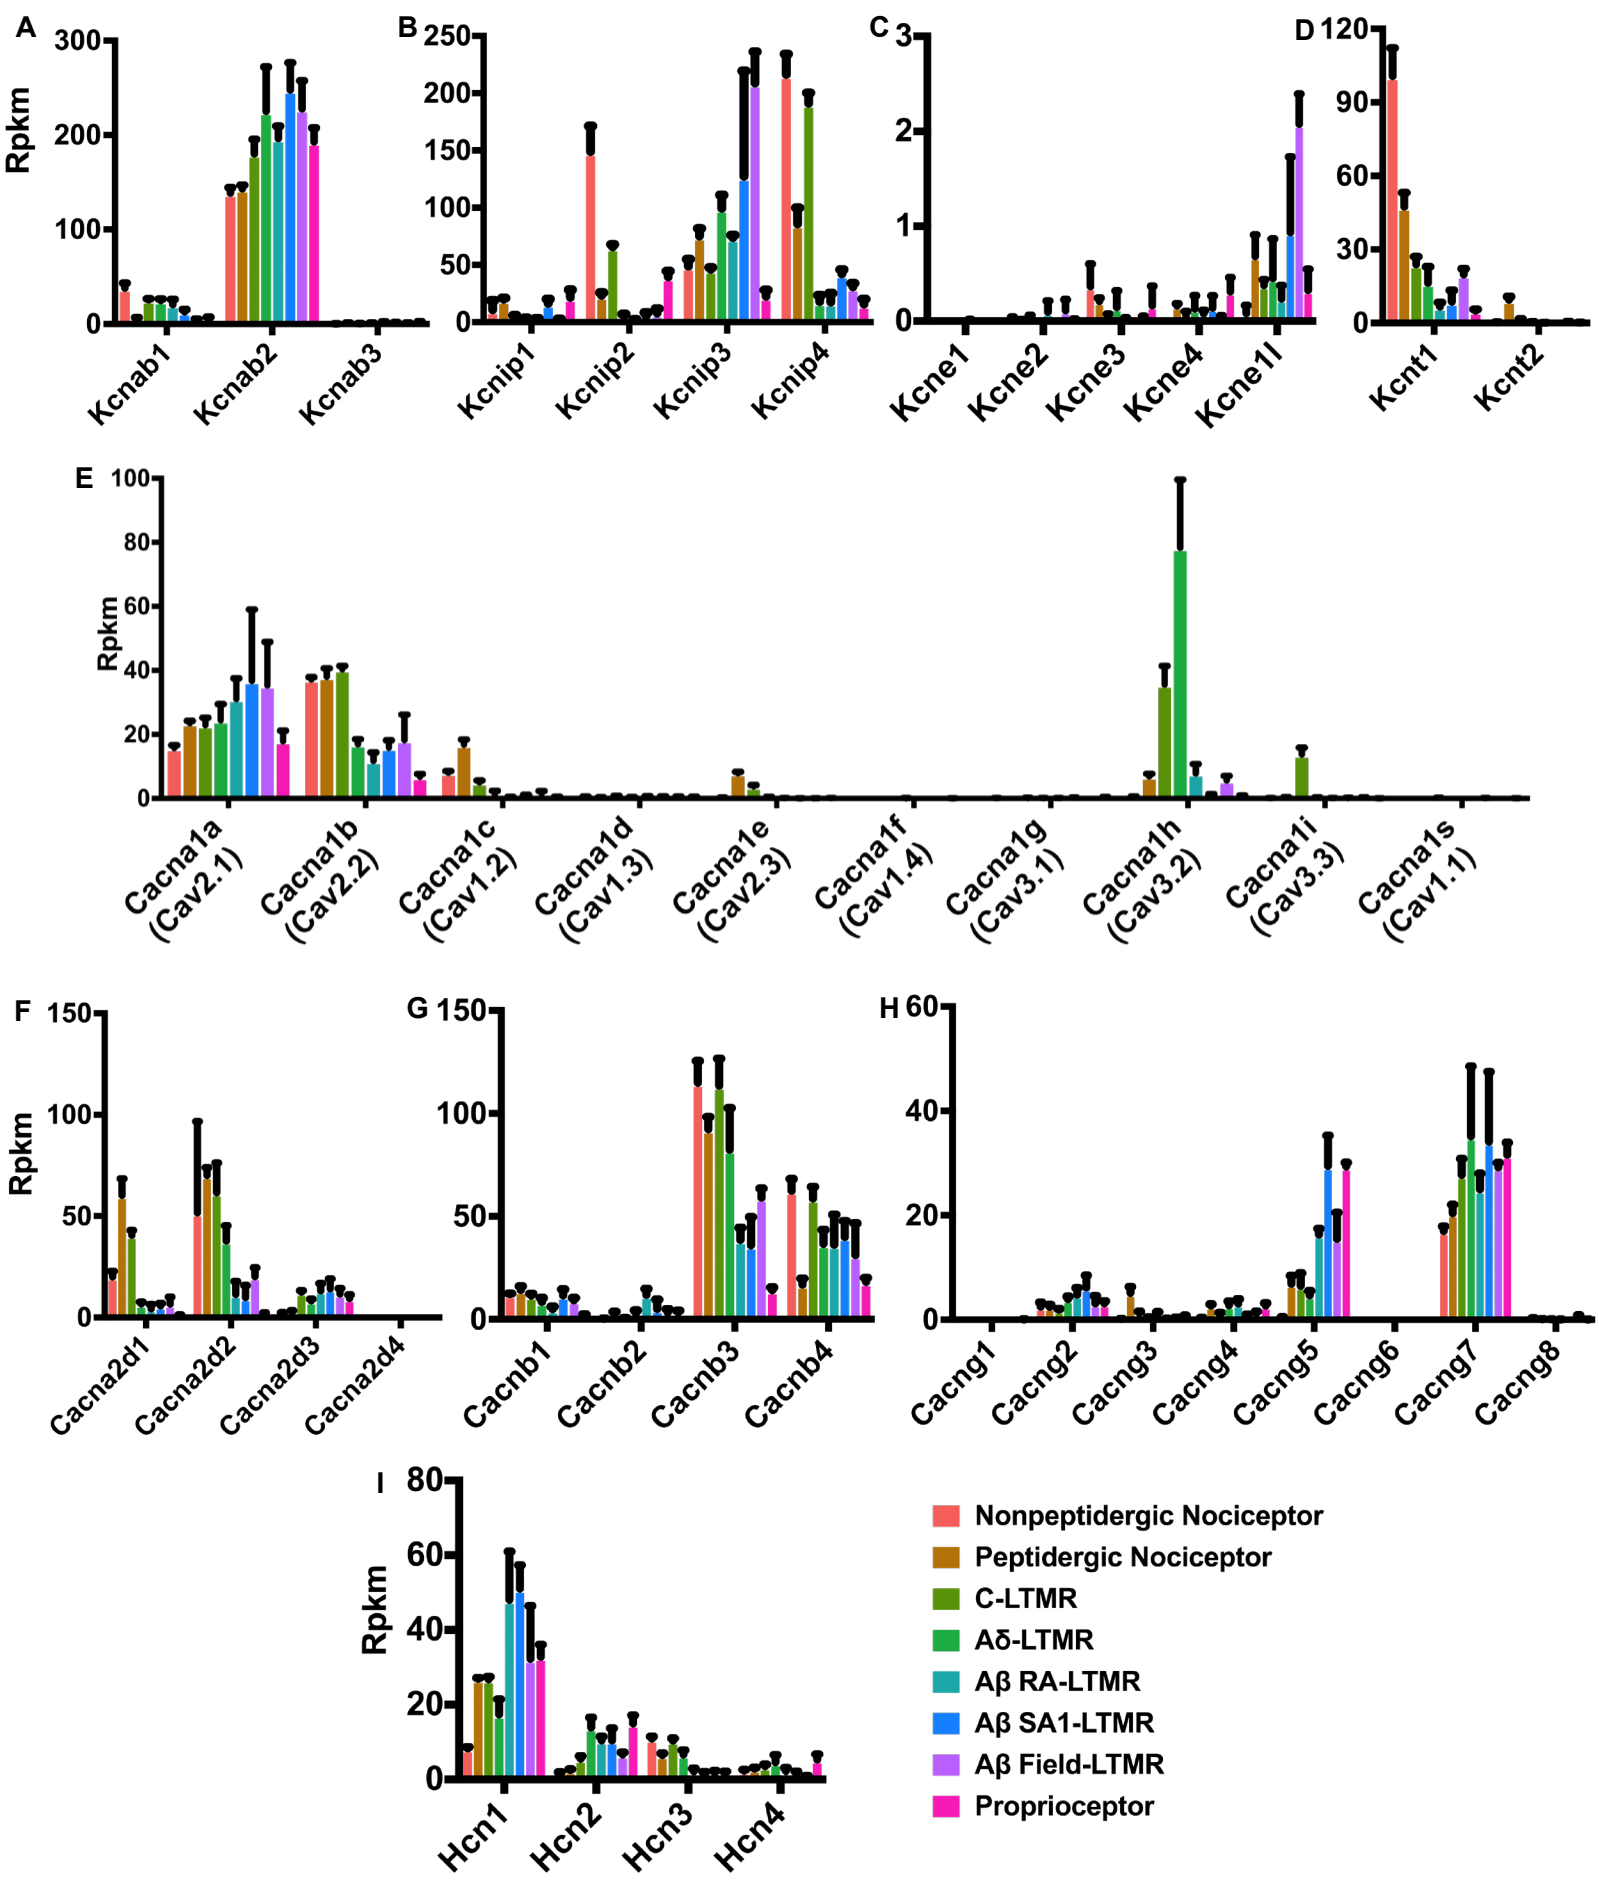 A
300
200
100
0
Rpkm
Kcnab1
Kcnab2
Kcnab3
B
250
200
150
100
50
0
Kcnip1
Kcnip2
Kcnip3
Kcnip4
C
3
2
1
0
Kcne1
Kcne2
Kcne3
Kcne4
Kcne1l
D
120
90
60
30
0
Kcnt1
Kcnt2
E
100
80
60
40
20
0
Rpkm
Cacna1a
(Cav2.1)
Cacna1b
(Cav2.2)
Cacna1c
(Cav1.2)
Cacna1d
(Cav1.3)
Cacna1e
(Cav2.3)
Cacna1f
(Cav1.4)
Cacna1g
(Cav3.1)
Cacna1h
(Cav3.2)
Cacna1i
(Cav3.3)
Cacna1s
(Cav1.1)
F
150
100
50
0
Rpkm
Cacna2d1
Cacna2d2
Cacna2d3
Cacna2d4
G
150
100
50
0
Cacnb1
Cacnb2
Cacnb3
Cacnb4
H
60
40
20
0
Cacng1
Cacng2
Cacng3
Cacng4
Cacng5
Cacng6
Cacng7
Cacng8
I
80
60
40
20
0
Rpkm
Hcn1
Hcn2
Hcn3
Hcn4
Nonpeptidergic Nociceptor
Peptidergic Nociceptor
C-LTMR
Aδ-LTMR
Aβ RA-LTMR
Aβ SA1-LTMR
Aβ Field-LTMR
Proprioceptor